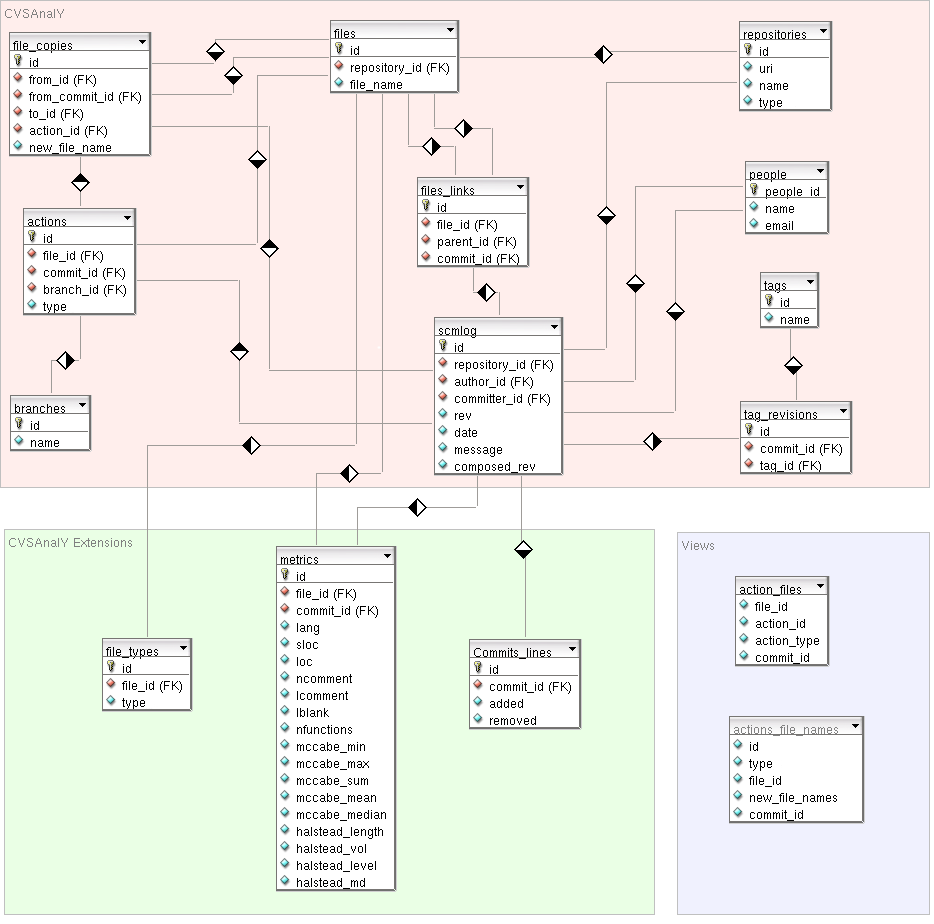 CVSAnalY
file_copies
id
from_id (FK)
from_commit_id (FK)
to_id (FK)
action_id (FK)
new_file_name
files
id
repository_id (FK)
file_name
repositories
id
uri
name
type
files_links
id
file_id (FK)
parent_id (FK)
commit_id (FK)
people
people_id
name
email
actions
id
file_id (FK)
commit_id (FK)
branch_id (FK)
type
tags
id
name
scmlog
id
repository_id (FK)
author_id (FK)
committer_id (FK)
rev
date
message
composed_rev
branches
id
name
tag_revisions
id
commit_id (FK)
tag_id (FK)
CVSAnalY Extensions
file_types
id
file_id (FK)
type
metrics
id
file_id (FK)
commit_id (FK)
lang
sloc
loc
ncomment
lcomment
lblank
nfunctions
mccabe_min
mccabe_max
mccabe_sum
mccabe_mean
mccabe_median
halstead_length
halstead_vol
halstead_level
halstead_md
Commits_lines
id
commit_id (FK)
added
removed
Views
action_files
file_id
action_id
action_type
commit_id
actions_file_names
id
type
file_id
new_file_names
commit_id